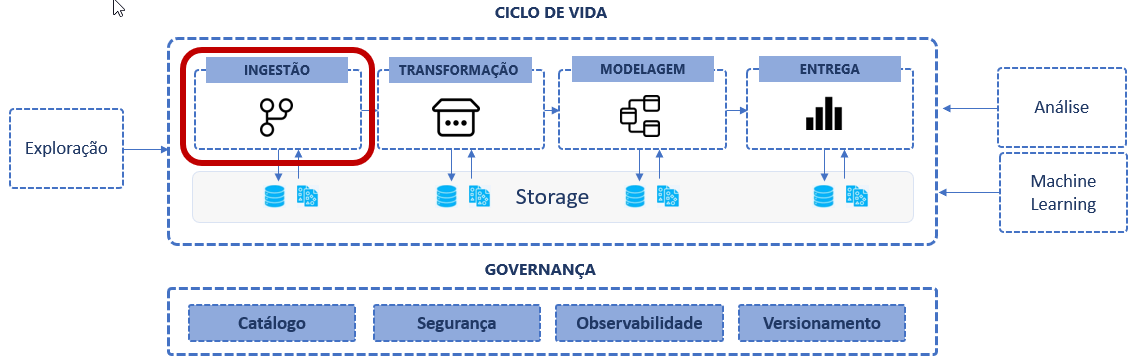 CICLO DE VIDA
INGESTÃO
TRANSFORMAÇÃO
MODELAGEM
ENTREGA
Exploração
Análise
Storage
Machine
Learning
GOVERNANÇA
Catálogo
Segurança
Observabilidade
Versionamento